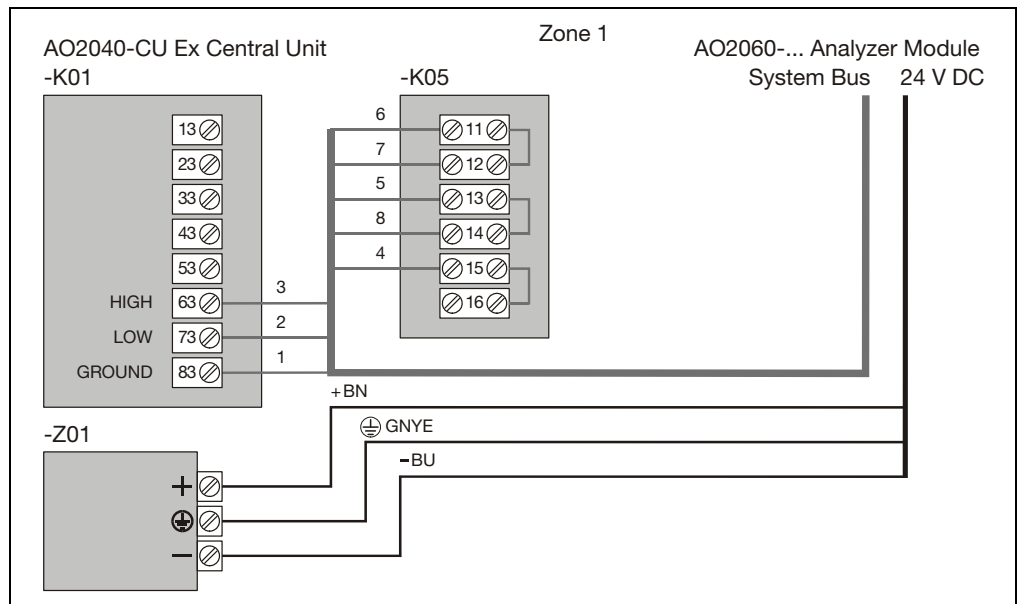 Zone 1
AO2040-CU Ex Central Unit
AO2060-... Analyzer Module
-K01
-K05
System Bus
24 V DC
13
23
33
43
53
HIGH 63
LOW 73
GROUND 83
3
2
1
6
7
5
8
4
11
12
13
14
15
16
+BN
GNYE
-BU
-Z01
+
−